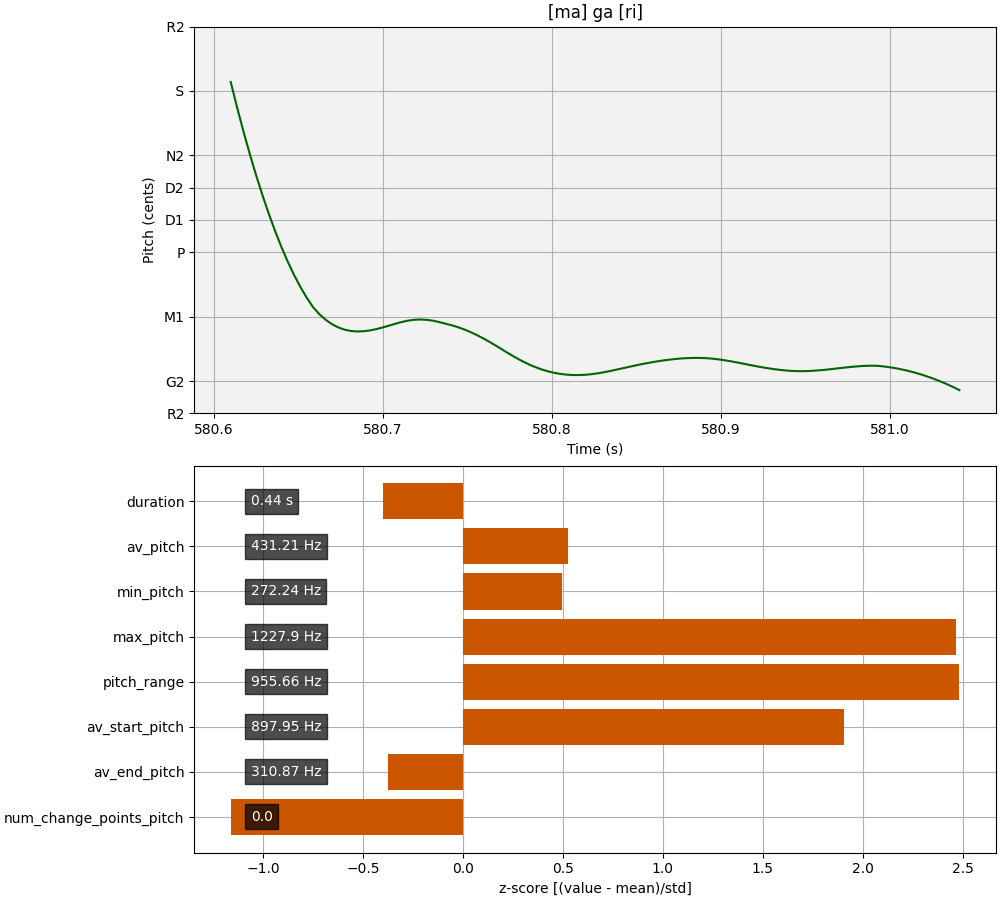 [ma] ga [ri]
R2
S
N2
D2
D1
P
M1
G2
R2
Pitch (cents)
580.6 580.7 580.8 580.9 581.0
Time (s)
duration 0.44 s
av_pitch 431.21 Hz
min_pitch 272.24 Hz
max_pitch 1227.9 Hz
pitch_range 955.66 Hz
av_start_pitch 897.95 Hz
av_end_pitch 310.87 Hz
num_change_points_pitch 0.0
−1.0 −0.5 0.0 0.5 1.0 1.5 2.0 2.5
z-score [(value - mean)/std]